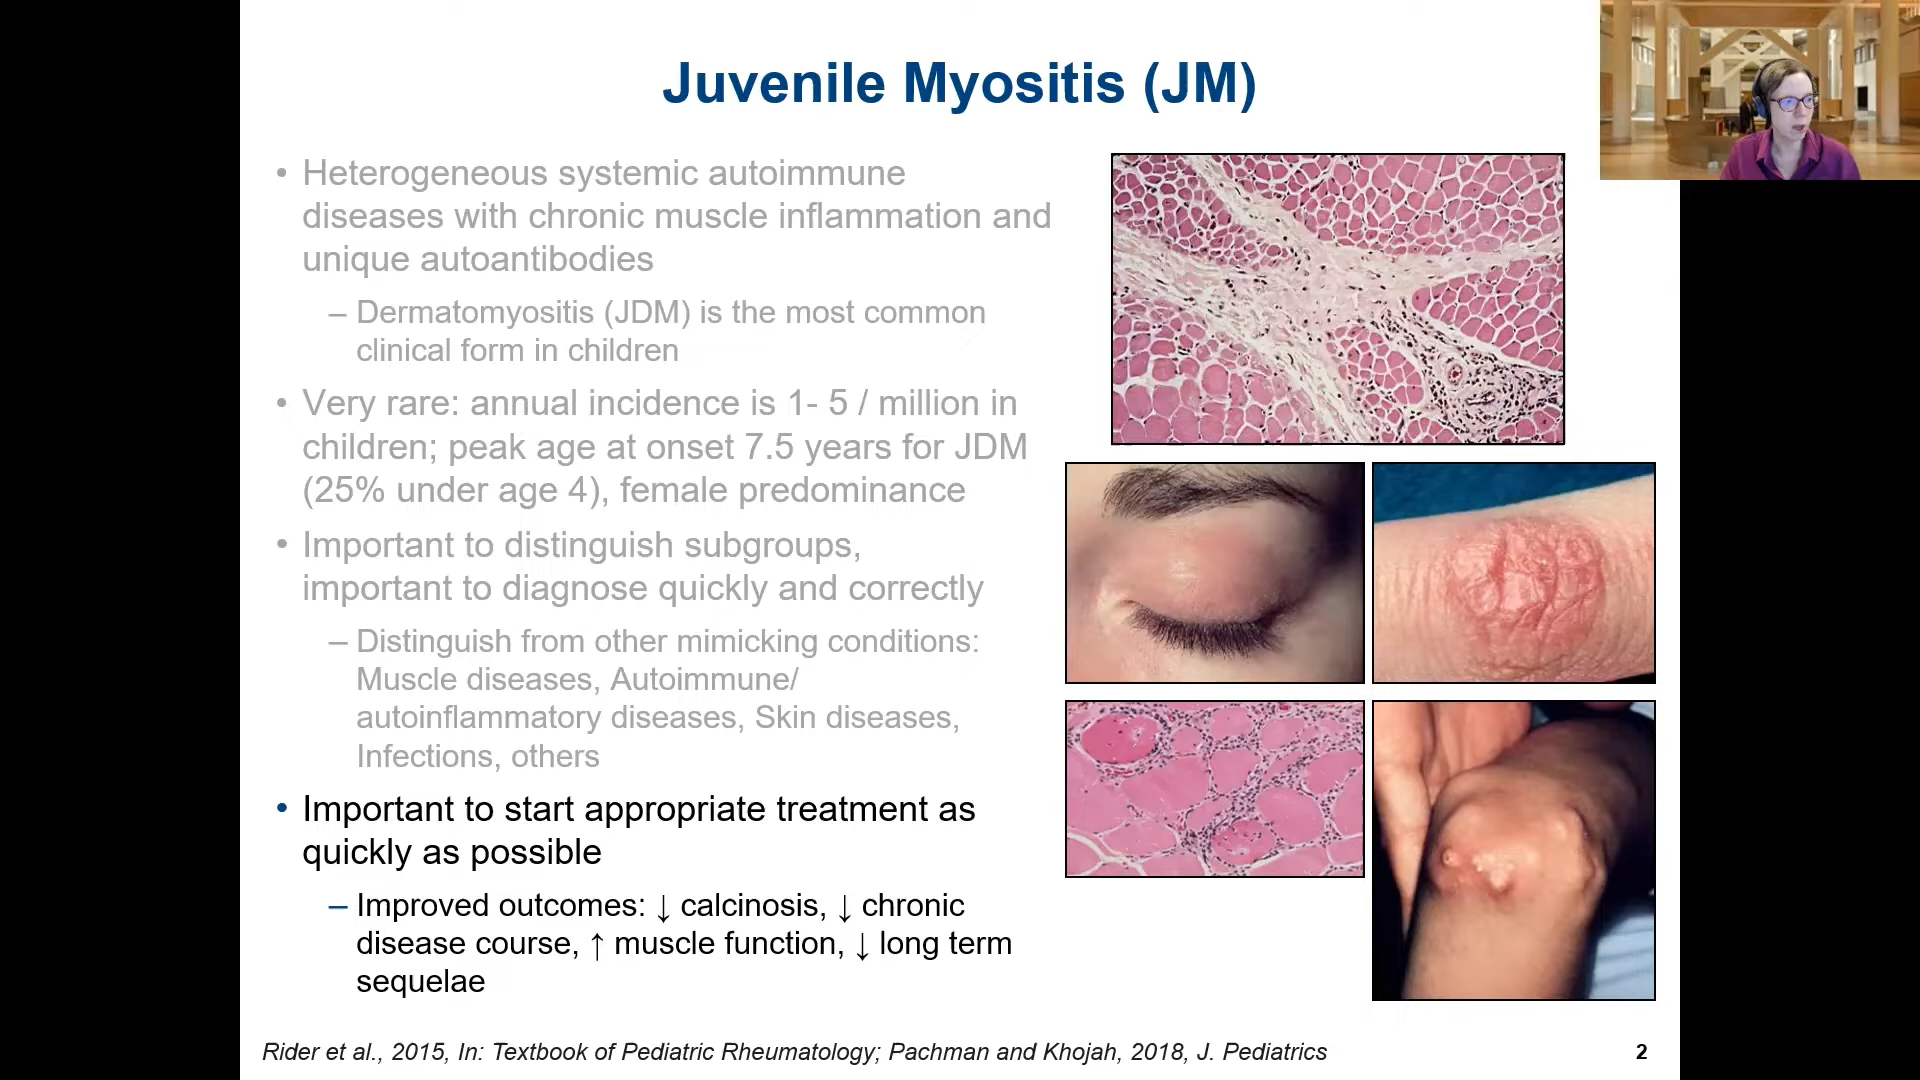 Juvenile Myositis (JM)
• Heterogeneous systemic autoimmune
diseases with chronic muscle inflammation and
unique autoantibodies
– Dermatomyositis (JDM) is the most common
clinical form in children
• Very rare: annual incidence is 1- 5 / million in
children; peak age at onset 7.5 years for JDM
(25% under age 4), female predominance
• Important to distinguish subgroups,
important to diagnose quickly and correctly
– Distinguish from other mimicking conditions:
Muscle diseases, Autoimmune/
autoinflammatory diseases, Skin diseases,
Infections, others
• Important to start appropriate treatment as
quickly as possible
– Improved outcomes: ↓ calcinosis, ↓ chronic
disease course, ↑ muscle function, ↓ long term
sequelae
Rider et al., 2015, In: Textbook of Pediatric Rheumatology; Pachman and Khojah, 2018, J. Pediatrics
2